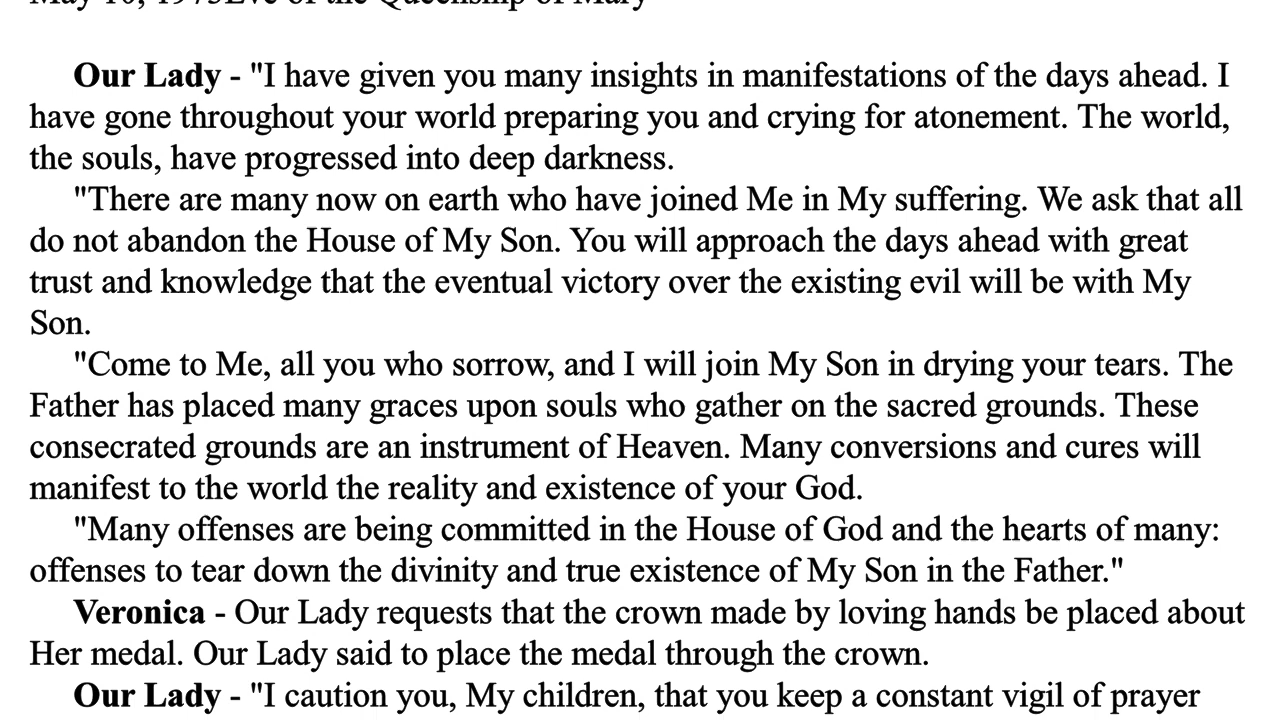 May 10, 1973Eve of the Queenship of Mary
Our Lady - "I have given you many insights in manifestations of the days ahead. I
have gone throughout your world preparing you and crying for atonement. The world,
the souls, have progressed into deep darkness.
"There are many now on earth who have joined Me in My suffering. We ask that all
do not abandon the House of My Son. You will approach the days ahead with great
trust and knowledge that the eventual victory over the existing evil will be with My
Son.
"Come to Me, all you who sorrow, and I will join My Son in drying your tears. The
Father has placed many graces upon souls who gather on the sacred grounds. These
consecrated grounds are an instrument of Heaven. Many conversions and cures will
manifest to the world the reality and existence of your God.
"Many offenses are being committed in the House of God and the hearts of many:
offenses to tear down the divinity and true existence of My Son in the Father."
Veronica - Our Lady requests that the crown made by loving hands be placed about
Her medal. Our Lady said to place the medal through the crown.
Our Lady - "I caution you, My children, that you keep a constant vigil of prayer